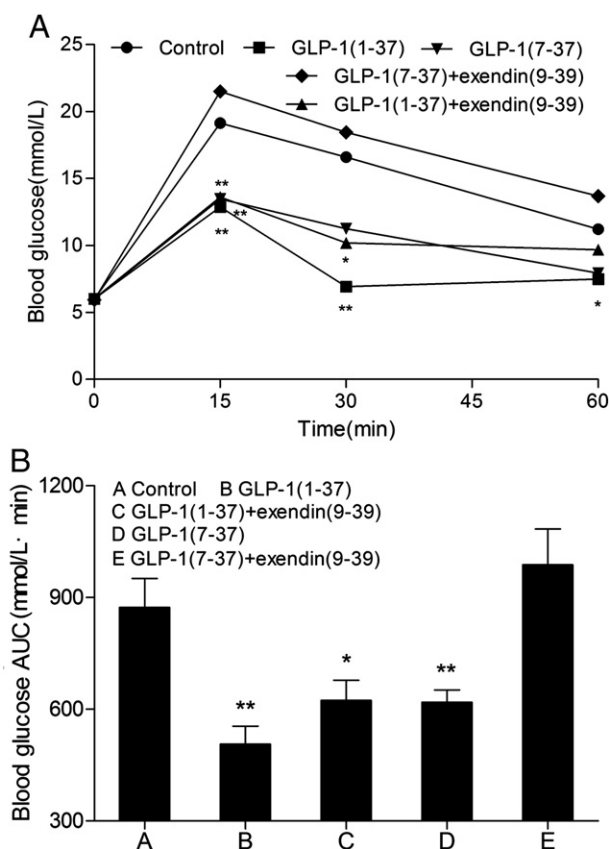 A
Control GLP-1(1-37) GLP-1(7-37)
GLP-1(7-37)+exendin(9-39)
GLP-1(1-37)+exendin(9-39)
Blood glucose(mmol/L)
25
20
15
10
5
0
**
**
**
*
**
*
0 15 30 45 60
Time(min)
B
A Control B GLP-1(1-37)
C GLP-1(1-37)+exendin(9-39)
D GLP-1(7-37)
E GLP-1(7-37)+exendin(9-39)
Blood glucose AUC(mmol/L· min)
1200
900
600
300
**
*
**
A B C D E